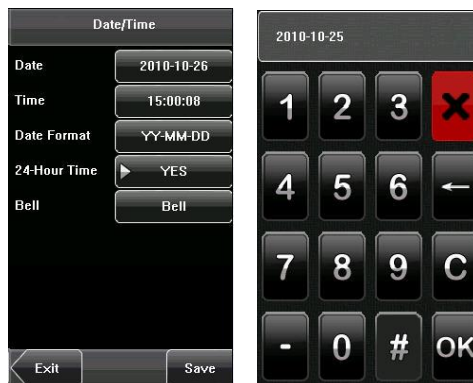 Date/Time
Date 2010-10-26
Time 15:00:08
Date Format YY-MM-DD
24-Hour Time YES
Bell Bell
Exit Save
2010-10-25
1 2 3
4 5 6 ←
7 8 9 C
- 0 # OK